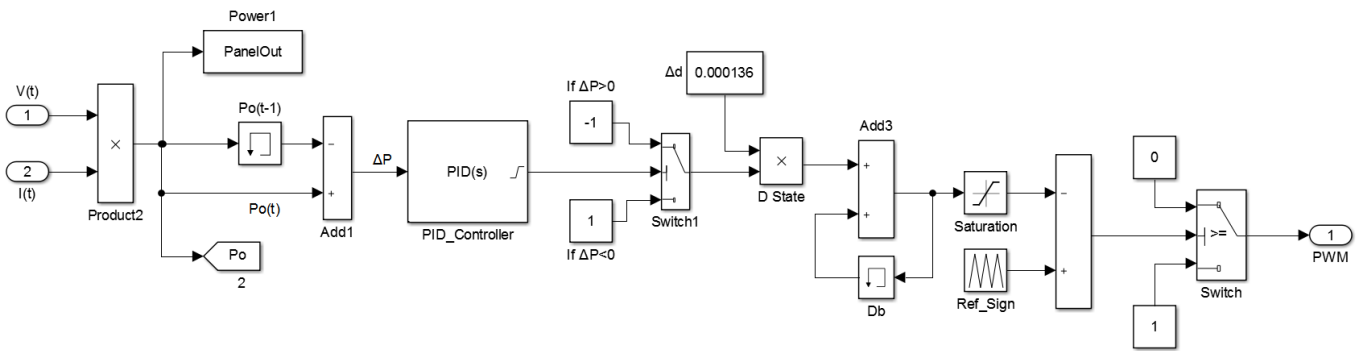 Power1
PanelOut
V(t)
1
2
I(t)
×
Product2
Po(t-1)
Po(t)
Po
2
−
+
Add1
ΔP
PID(s)
PID_Controller
If ΔP>0
-1
1
If ΔP<0
Switch1
Δd
0.000136
×
D State
Add3
+
+
Db
Saturation
Ref_Sign
−
+
0
>=
Switch
1
1
PWM